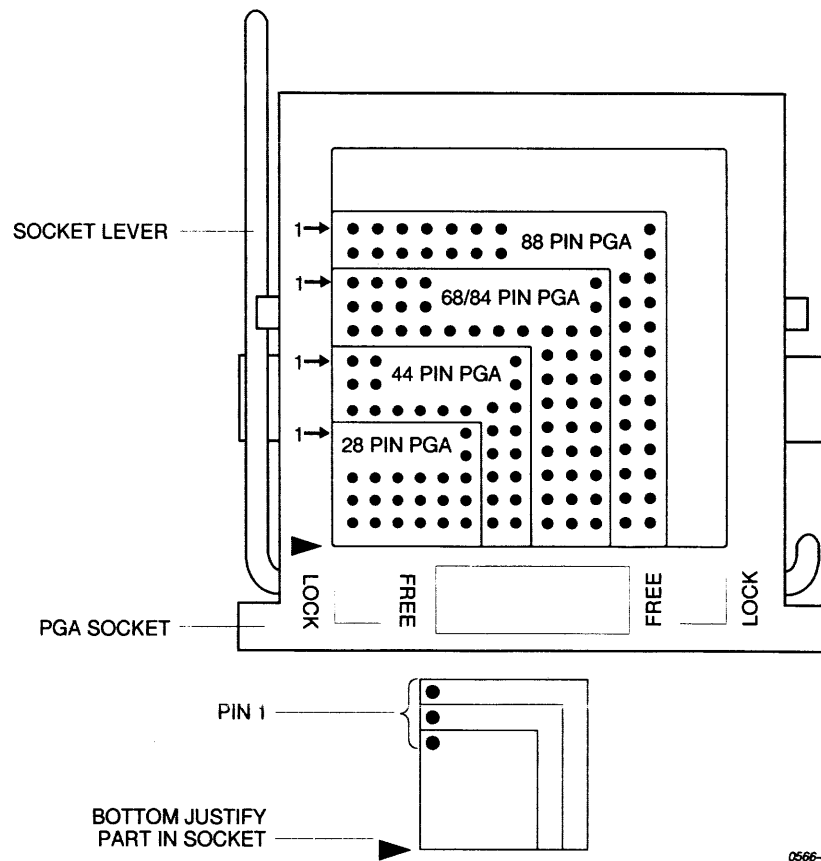 SOCKET LEVER
1
88 PIN PGA
1
68/84 PIN PGA
1
44 PIN PGA
1
28 PIN PGA
LOCK
FREE
FREE
LOCK
PGA SOCKET
PIN 1
BOTTOM JUSTIFY
PART IN SOCKET
0566-